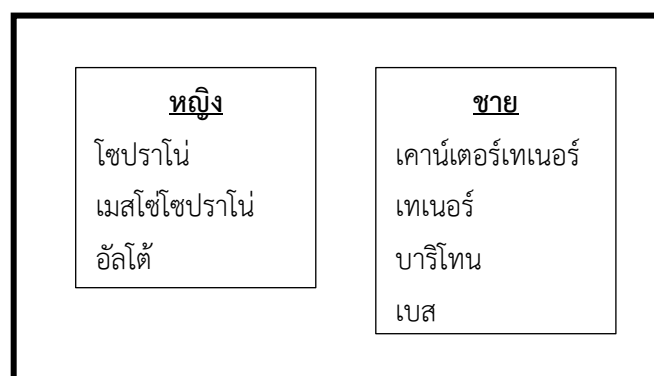 หญิง
โซปราโน่
เมสโซ่โซปราโน่
อัลโต้
ชาย
เคาน์เตอร์เทเนอร์
เทเนอร์
บาริโทน
เบส